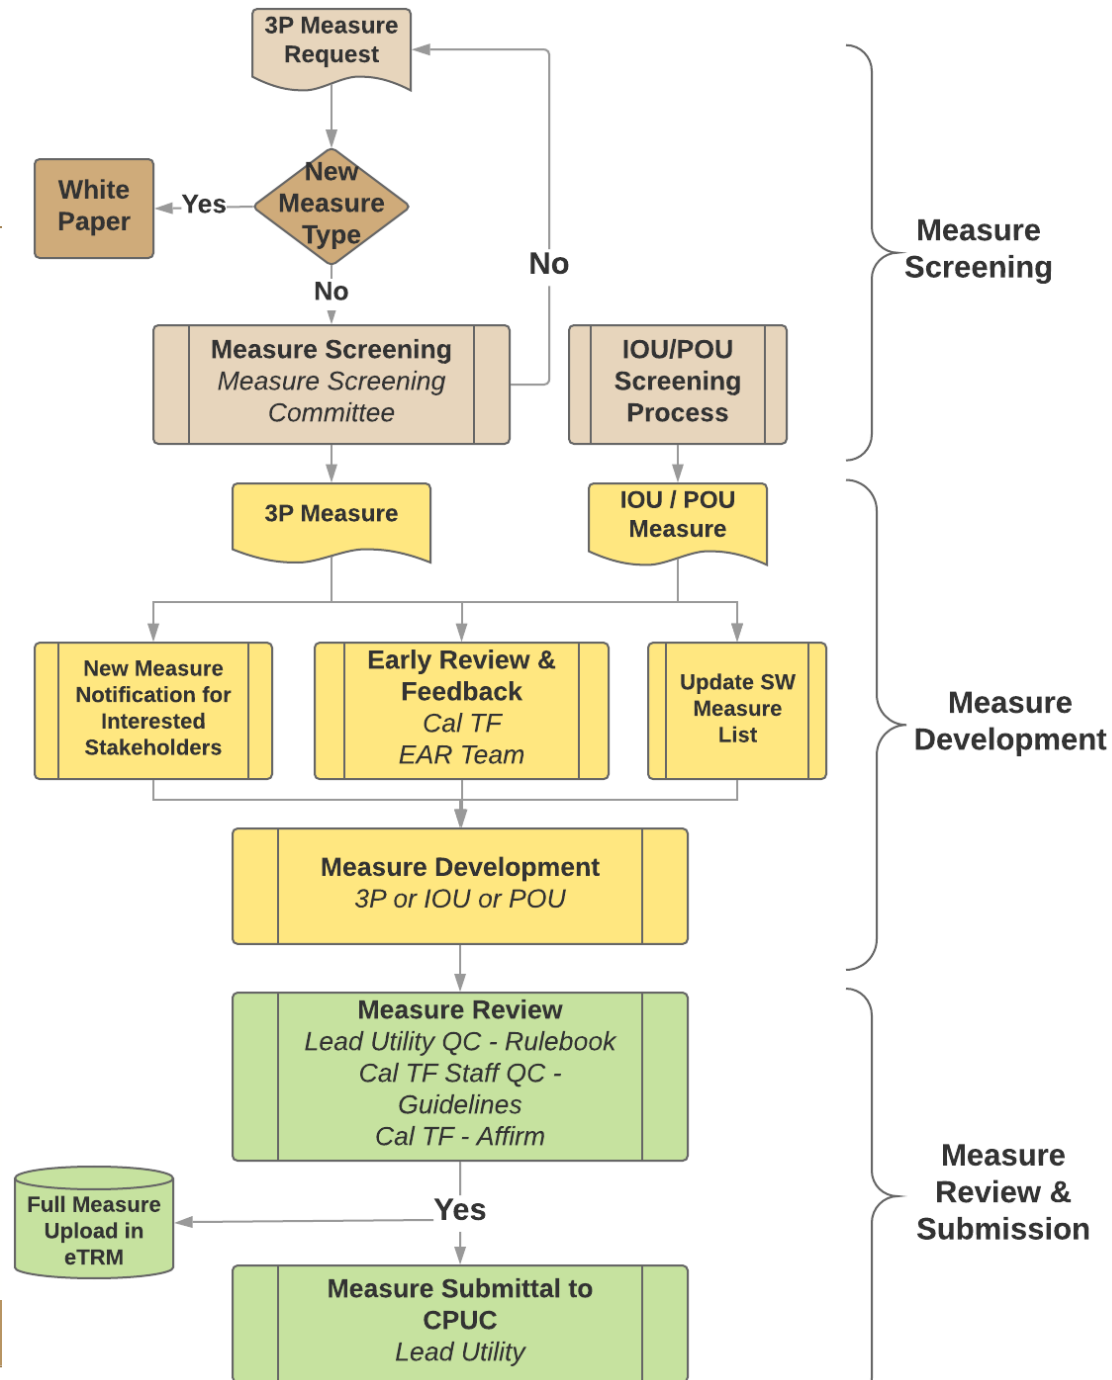 3P Measure
Request
New
Measure
Type
Yes
White
Paper
No
No
Measure
Screening
Measure Screening
Measure Screening
Committee
IOU/POU
Screening
Process
3P Measure
IOU / POU
Measure
New Measure
Notification for
Interested
Stakeholders
Early Review &
Feedback
Cal TF
EAR Team
Update SW
Measure
List
Measure
Development
Measure Development
3P or IOU or POU
Measure Review
Lead Utility QC - Rulebook
Cal TF Staff QC -
Guidelines
Cal TF - Affirm
Measure
Review &
Submission
Yes
Full Measure
Upload in
eTRM
Measure Submittal to
CPUC
Lead Utility